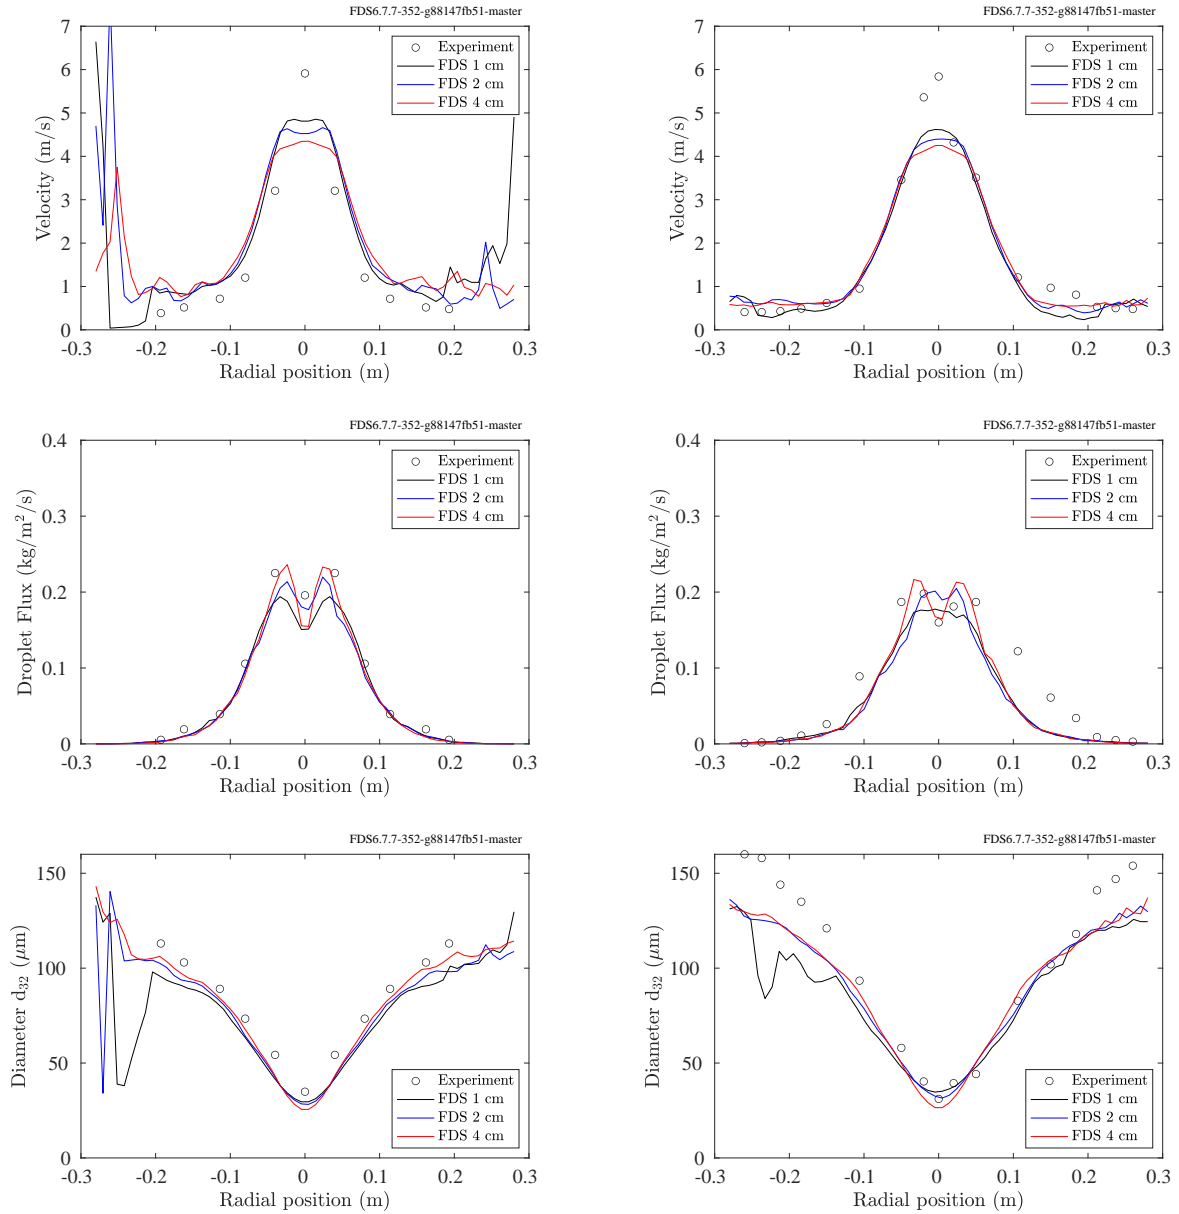 FDS6.7.7-352-g88147fb51-master
7
6
5
4
3
2
1
0
Velocity (m/s)
Experiment
FDS 1 cm
FDS 2 cm
FDS 4 cm
-0.3 -0.2 -0.1 0 0.1 0.2 0.3
Radial position (m)
FDS6.7.7-352-g88147fb51-master
7
6
5
4
3
2
1
0
Velocity (m/s)
Experiment
FDS 1 cm
FDS 2 cm
FDS 4 cm
-0.3 -0.2 -0.1 0 0.1 0.2 0.3
Radial position (m)
FDS6.7.7-352-g88147fb51-master
0.4
0.3
0.2
0.1
0
Droplet Flux (kg/m²/s)
Experiment
FDS 1 cm
FDS 2 cm
FDS 4 cm
-0.3 -0.2 -0.1 0 0.1 0.2 0.3
Radial position (m)
FDS6.7.7-352-g88147fb51-master
0.4
0.3
0.2
0.1
0
Droplet Flux (kg/m²/s)
Experiment
FDS 1 cm
FDS 2 cm
FDS 4 cm
-0.3 -0.2 -0.1 0 0.1 0.2 0.3
Radial position (m)
FDS6.7.7-352-g88147fb51-master
150
100
50
0
Diameter d₃₂ (μm)
Experiment
FDS 1 cm
FDS 2 cm
FDS 4 cm
-0.3 -0.2 -0.1 0 0.1 0.2 0.3
Radial position (m)
FDS6.7.7-352-g88147fb51-master
150
100
50
0
Diameter d₃₂ (μm)
Experiment
FDS 1 cm
FDS 2 cm
FDS 4 cm
-0.3 -0.2 -0.1 0 0.1 0.2 0.3
Radial position (m)